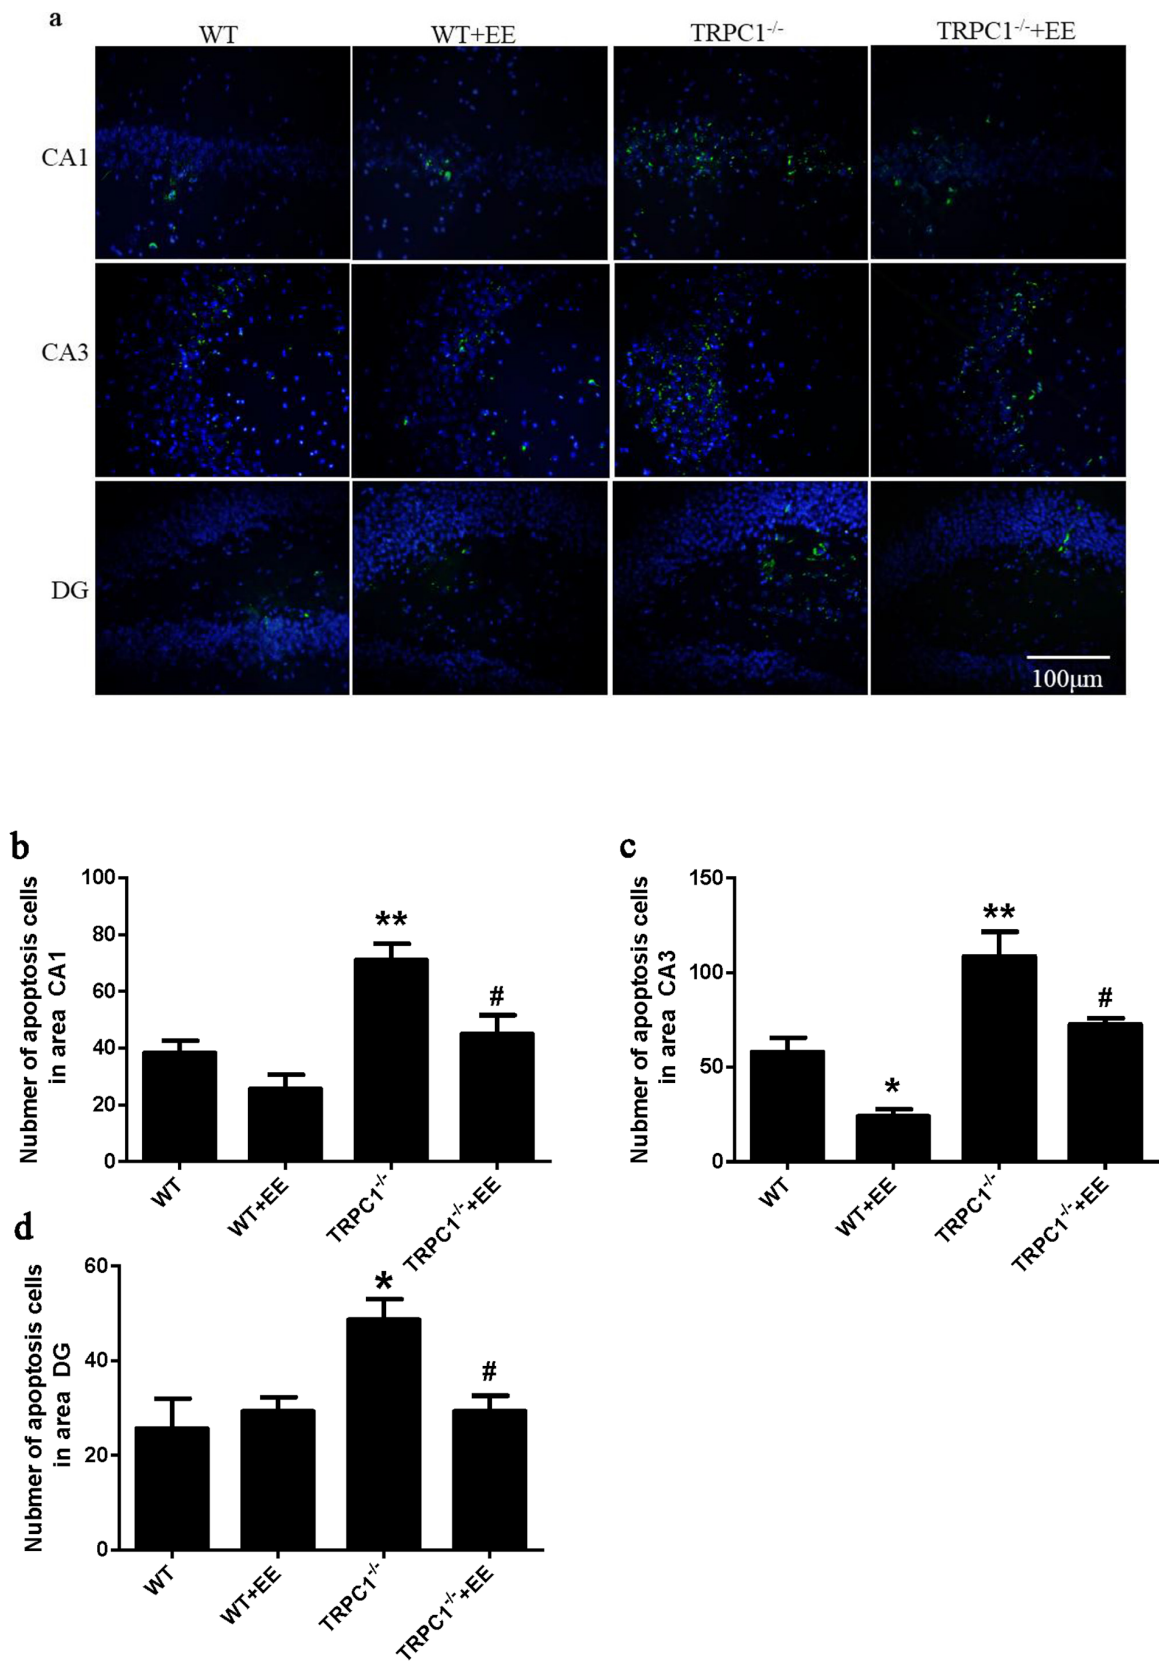 a
WT
WT+EE
TRPC1-/-
TRPC1-/-+EE
CA1
CA3
DG
100μm
b
Nubmer of apoptosis cells
in area CA1
100
80
60
40
20
0
**
#
WT
WT+EE
TRPC1-/-
TRPC1-/-+EE
c
Nubmer of apoptosis cells
in area CA3
150
100
50
0
*
**
#
WT
WT+EE
TRPC1-/-
TRPC1-/-+EE
d
Nubmer of apoptosis cells
in area DG
60
40
20
0
*
#
WT
WT+EE
TRPC1-/-
TRPC1-/-+EE